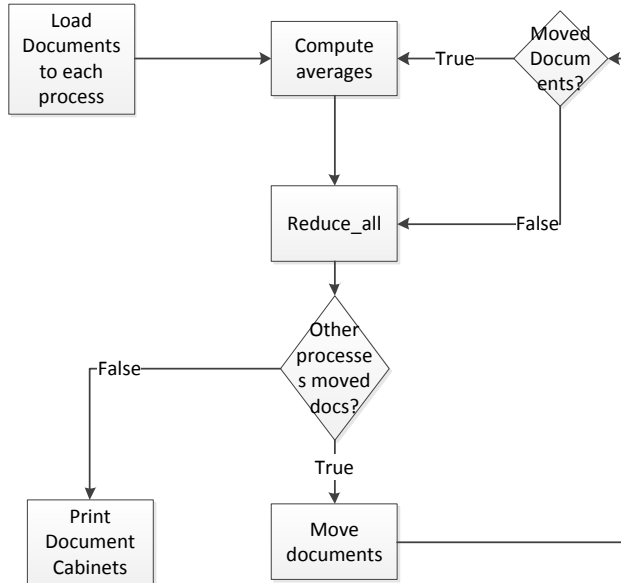 Load
Documents
to each
process
Compute
averages
True
Moved
Docum
ents?
Reduce_all
False
Other
processe
s moved
docs?
False
True
Print
Document
Cabinets
Move
documents